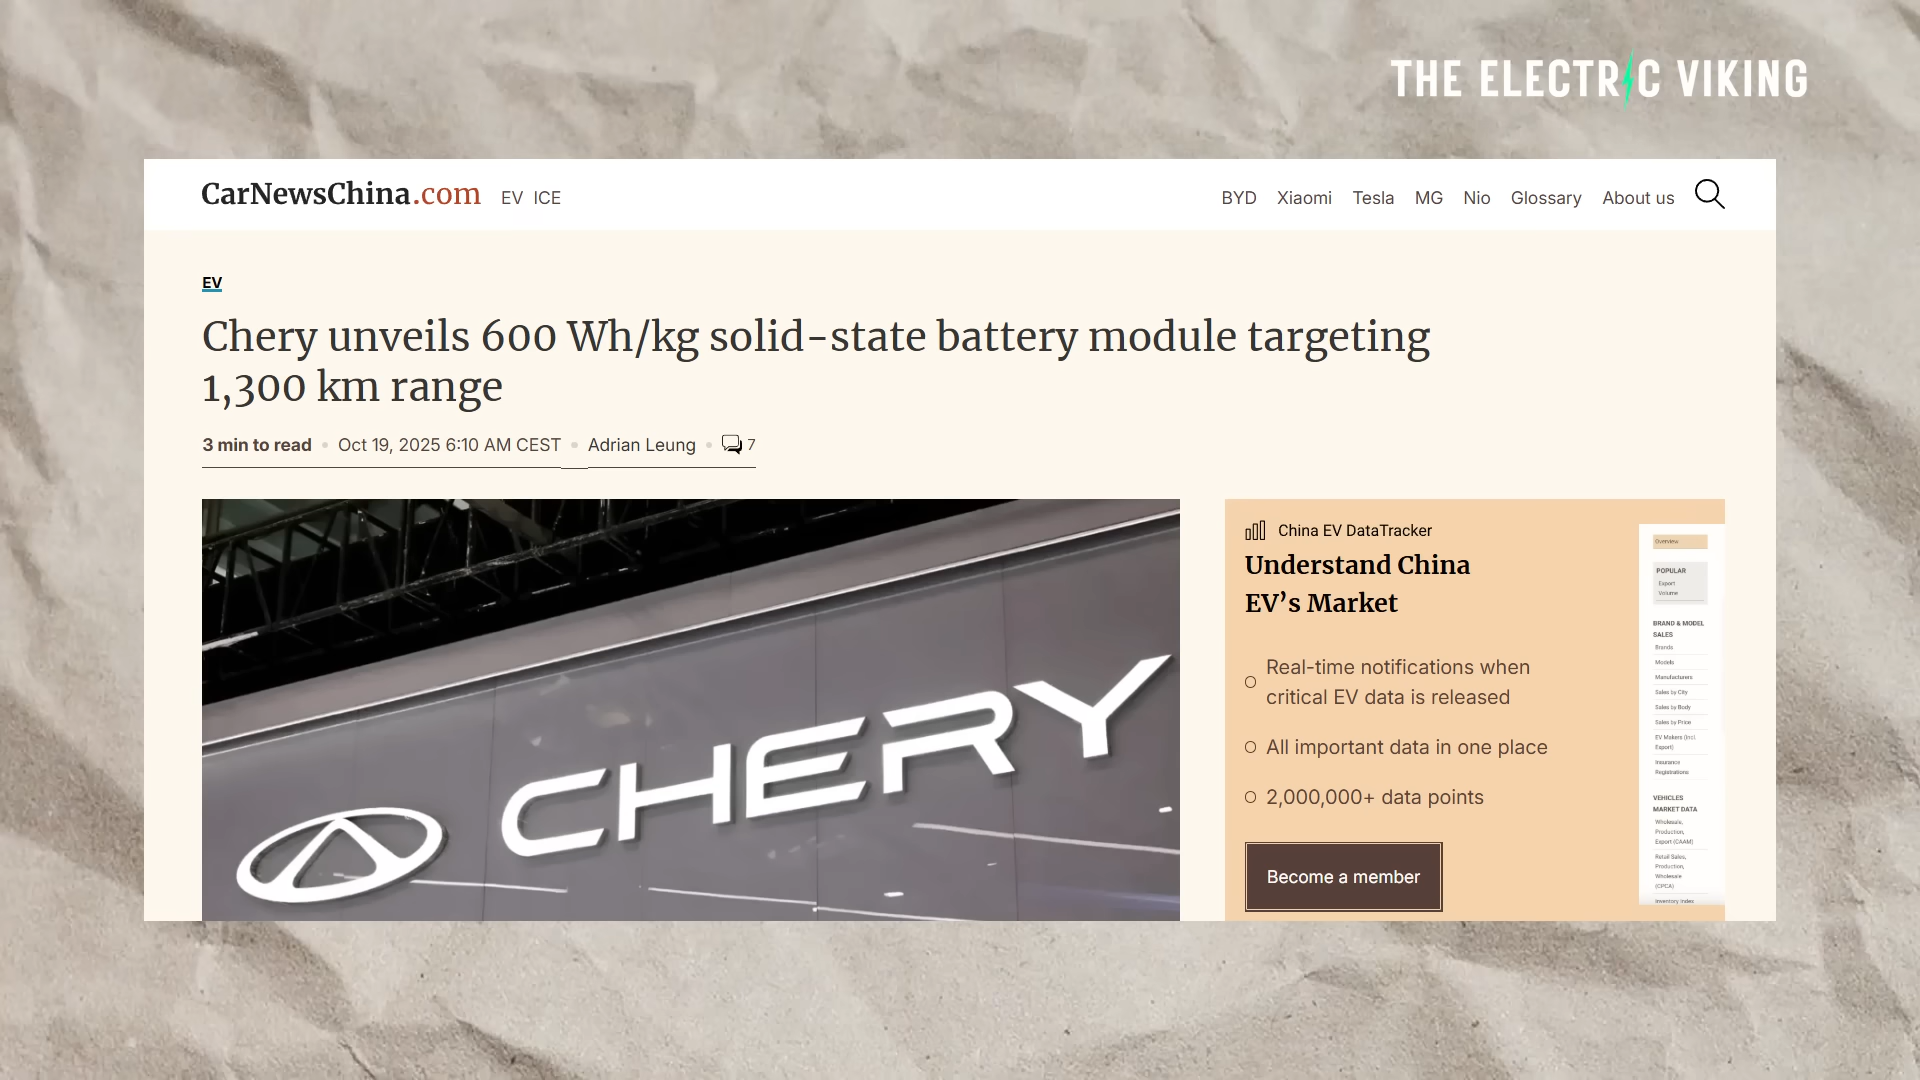 THE ELECTRIC VIKING
CarNewsChina.com EV ICE
BYD Xiaomi Tesla MG Nio Glossary About us
EV
Chery unveils 600 Wh/kg solid-state battery module targeting
1,300 km range
3 min to read • Oct 19, 2025 6:10 AM CEST • Adrian Leung • 7
CHERY
China EV DataTracker
Understand China
EV’s Market
Real-time notifications when
critical EV data is released
All important data in one place
2,000,000+ data points
Become a member
Overview
POPULAR
Export
Volume
BRAND & MODEL
SALES
Brands
Models
Manufacturers
Sales by City
Sales by Body
Sales by Price
EV Makers (incl.
Export)
Insurance
Registrations
VEHICLES
MARKET DATA
Wholesale,
Production,
Export (CAAM)
Retail Sales,
Production,
Wholesale
(CPCA)
Inventory Index